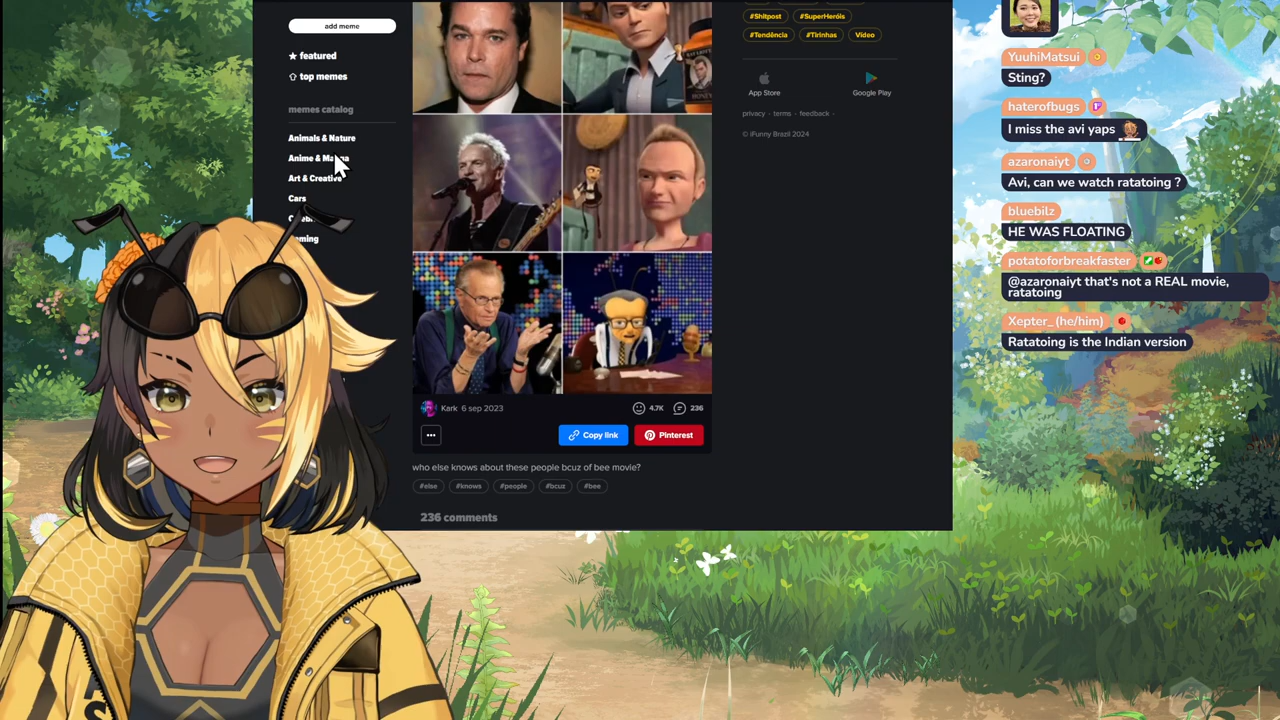 add meme
featured
top memes
memes catalog
Animals & Nature
Anime & Ma
Art & Creative
Cars
#Shitpost
#SuperHeróis
#Tendência
#Tirinhas
Video
App Store
Google Play
privacy - terms - feedback -
© iFunny Brazil 2024
HONEY
Kark 6 sep 2023
4.7K
236
Copy link
Pinterest
who else knows about these people bcuz of bee movie?
#else
#knows
#people
#bcuz
#bee
236 comments
YuuhiMatsui
Sting?
haterofbugs
I miss the avi yaps
azaronaiyt
Avi, can we watch ratatoing ?
bluebilz
HE WAS FLOATING
potatoforbreakfaster
@azaronaiyt that's not a REAL movie,
ratatoing
Xepter_(he/him)
Ratatoing is the Indian version